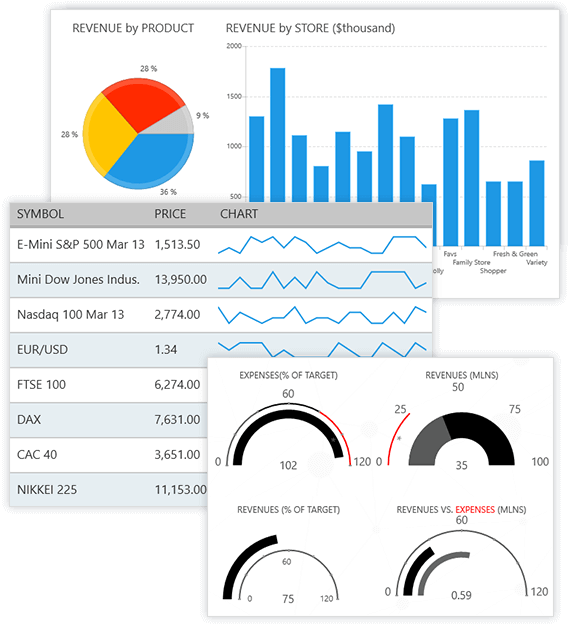 REVENUE by PRODUCT
28 %
9 %
28 %
36 %
REVENUE by STORE ($thousand)
2000
1500
1000
500
Favs
Fresh & Green
olly
Family Store
Variety
Shopper
SYMBOL PRICE CHART
E-Mini S&P 500 Mar 13 1,513.50
Mini Dow Jones Indus. 13,950.00
Nasdaq 100 Mar 13 2,774.00
EUR/USD 1.34
FTSE 100 6,274.00
DAX 7,631.00
CAC 40 3,651.00
NIKKEI 225 11,153.00
EXPENSES(% OF TARGET)
60
0
120
102
REVENUES (MLNS)
50
25
75
0
100
35
REVENUES (% OF TARGET)
60
0
120
75
REVENUES VS. EXPENSES (MLNS)
60
0
120
0.59